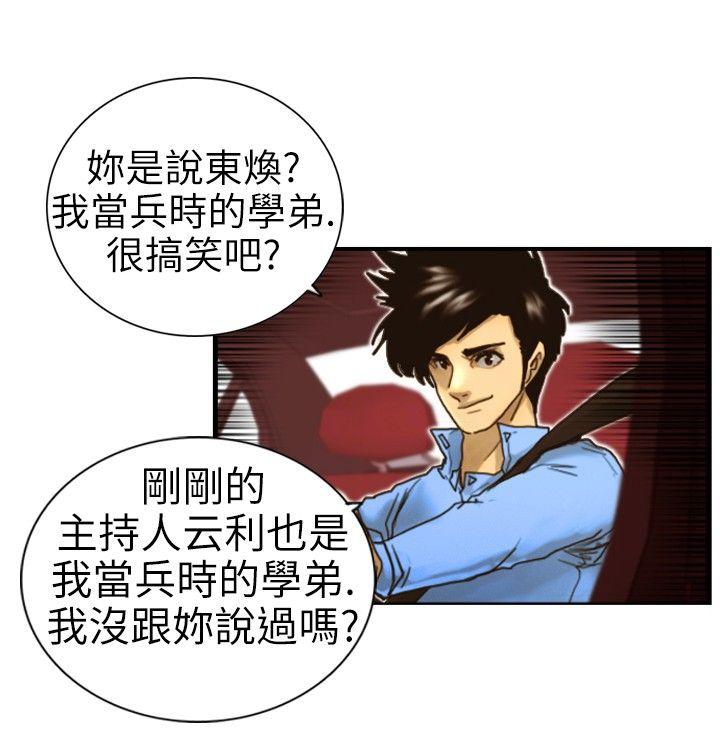 妳是說東煥?
我當兵時的學弟.
很搞笑吧?
剛剛的
主持人云利也是
我當兵時的學弟.
我沒跟妳說過嗎?